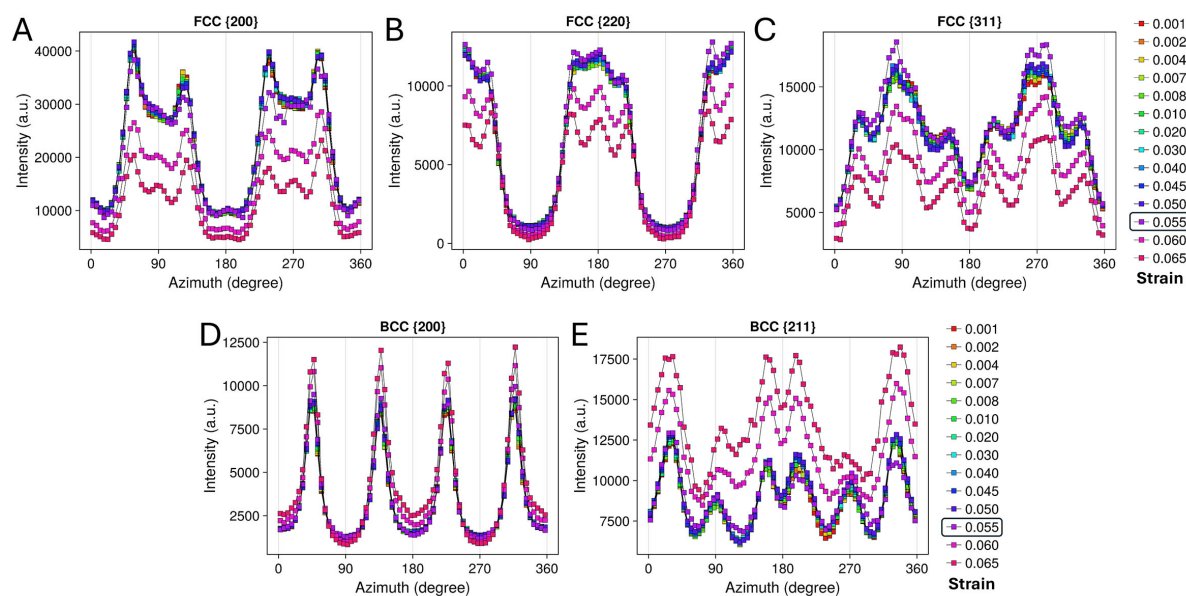 A
FCC {200}
Intensity (a.u.)
40000
30000
20000
10000
0 90 180 270 360
Azimuth (degree)
B
FCC {220}
Intensity (a.u.)
10000
5000
0
0 90 180 270 360
Azimuth (degree)
C
FCC {311}
Intensity (a.u.)
15000
10000
5000
0 90 180 270 360
Azimuth (degree)
0.001
0.002
0.004
0.007
0.008
0.010
0.020
0.030
0.040
0.045
0.050
0.055
0.060
0.065
Strain
D
BCC {200}
Intensity (a.u.)
12500
10000
7500
5000
2500
0 90 180 270 360
Azimuth (degree)
E
BCC {211}
Intensity (a.u.)
17500
15000
12500
10000
7500
0 90 180 270 360
Azimuth (degree)
0.001
0.002
0.004
0.007
0.008
0.010
0.020
0.030
0.040
0.045
0.050
0.055
0.060
0.065
Strain